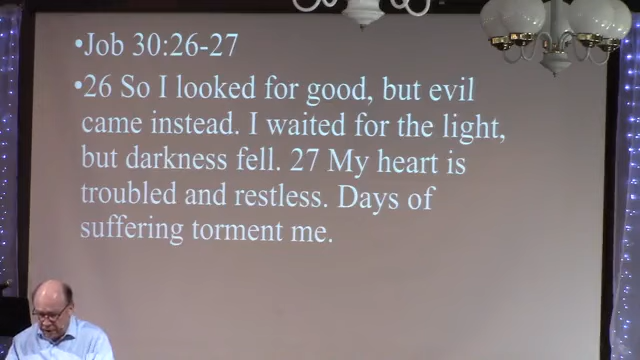 •Job 30:26-27
•26 So I looked for good, but evil
came instead. I waited for the light,
but darkness fell. 27 My heart is
troubled and restless. Days of
suffering torment me.